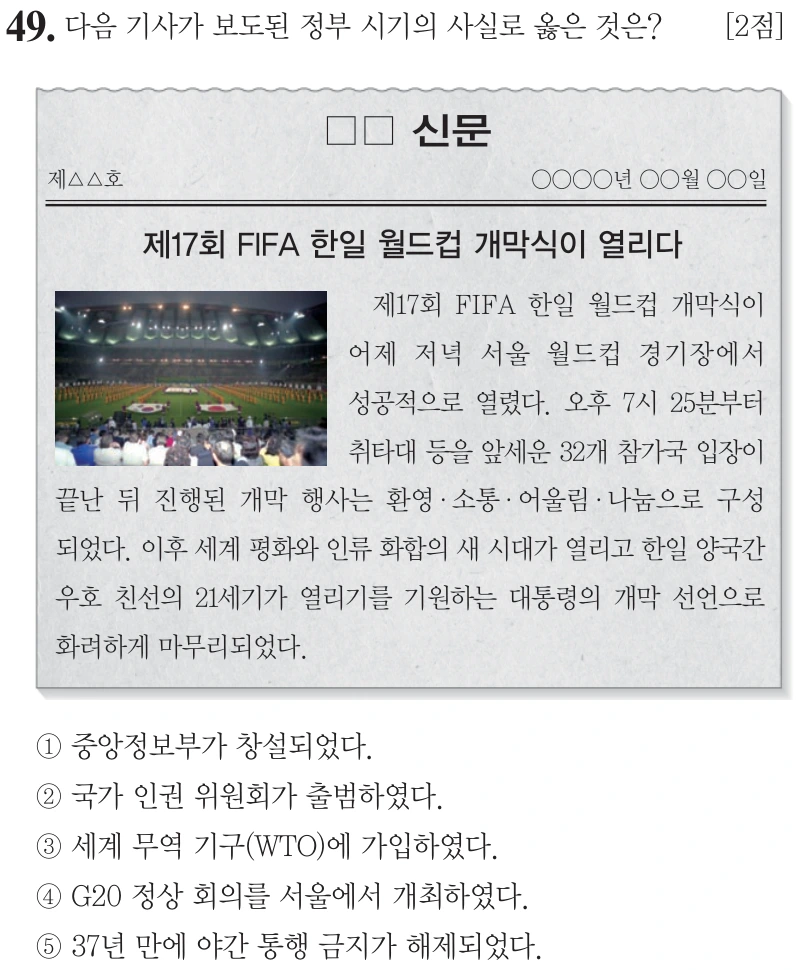 49. 다음 기사가 보도된 정부 시기의 사실로 옳은 것은? [2점]
□□ 신문
제△△호 ○○○○년 ○○월 ○○일
제17회 FIFA 한일 월드컵 개막식이 열리다
제17회 FIFA 한일 월드컵 개막식이
어제 저녁 서울 월드컵 경기장에서
성공적으로 열렸다. 오후 7시 25분부터
취타대 등을 앞세운 32개 참가국 입장이
끝난 뒤 진행된 개막 행사는 환영·소통·어울림·나눔으로 구성
되었다. 이후 세계 평화와 인류 화합의 새 시대가 열리고 한일 양국간
우호 친선의 21세기가 열리기를 기원하는 대통령의 개막 선언으로
화려하게 마무리되었다.
① 중앙정보부가 창설되었다.
② 국가 인권 위원회가 출범하였다.
③ 세계 무역 기구(WTO)에 가입하였다.
④ G20 정상 회의를 서울에서 개최하였다.
⑤ 37년 만에 야간 통행 금지가 해제되었다.